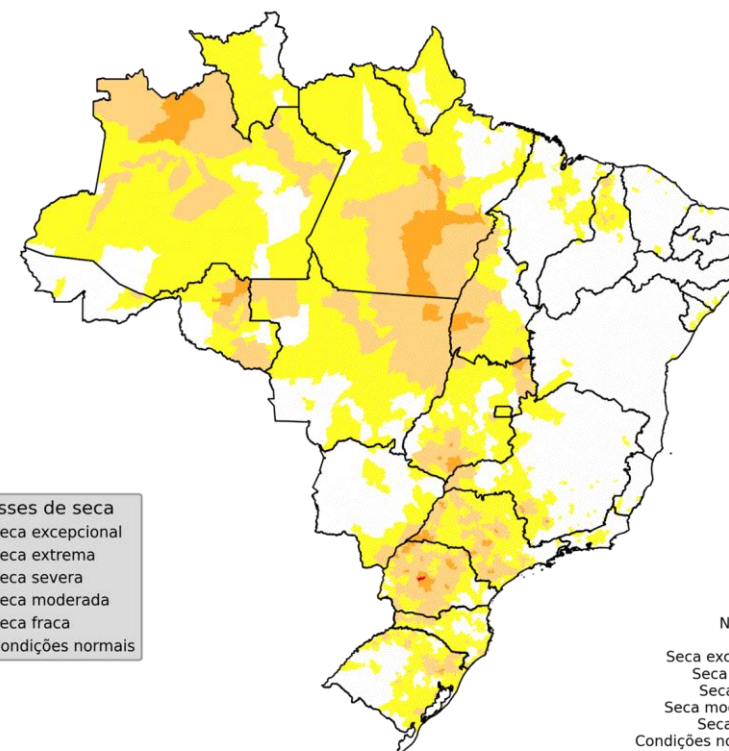 sses de seca
eca excepcional
eca extrema
eca severa
eca moderada
eca fraca
ondições normais
N
Seca exc
Seca
Seca
Seca mod
Seca
Condições no